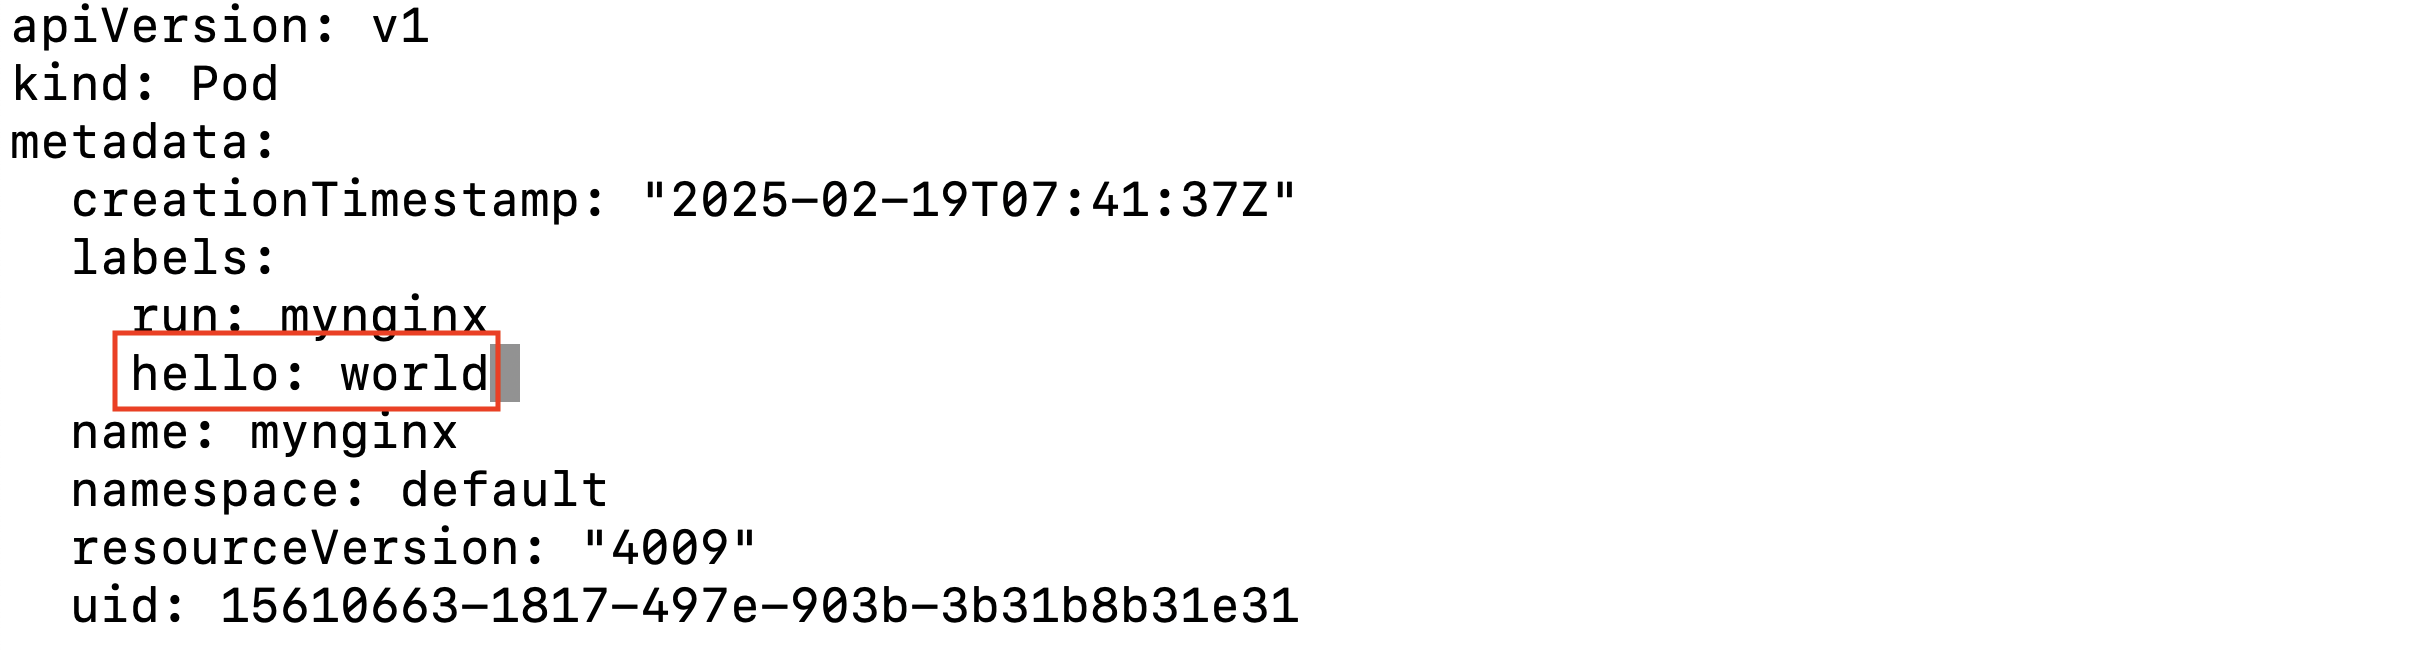 apiVersion: v1
kind: Pod
metadata:
  creationTimestamp: "2025-02-19T07:41:37Z"
  labels:
    run: mynginx
    hello: world
  name: mynginx
  namespace: default
  resourceVersion: "4009"
  uid: 15610663-1817-497e-903b-3b31b8b31e31